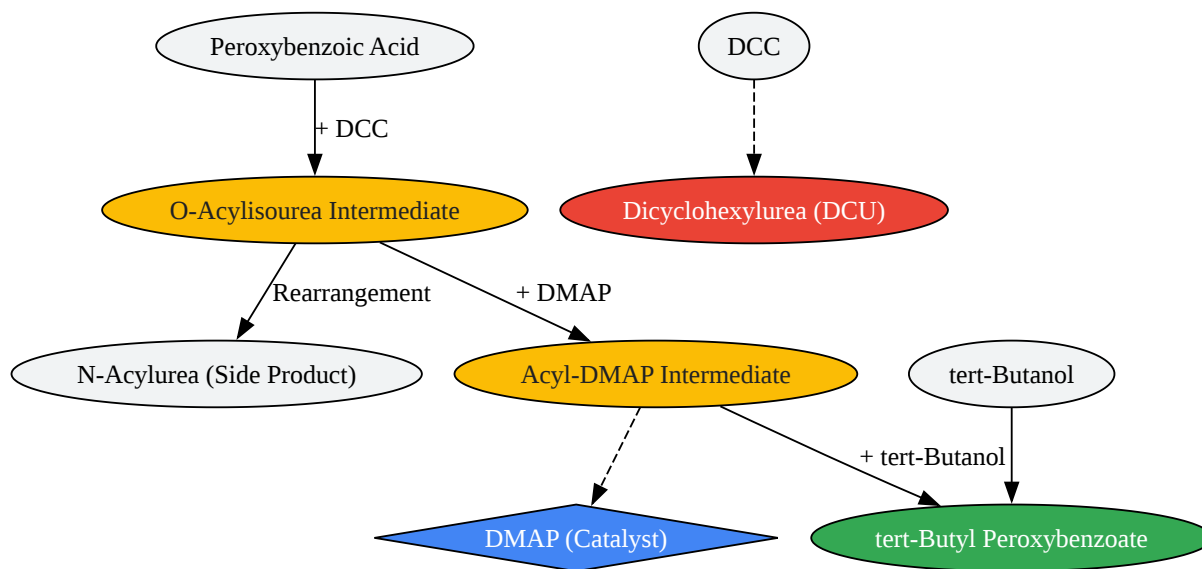 Peroxybenzoic Acid
DCC
+ DCC
O-Acylisourea Intermediate
Dicyclohexylurea (DCU)
Rearrangement
+ DMAP
N-Acylurea (Side Product)
Acyl-DMAP Intermediate
tert-Butanol
+ tert-Butanol
DMAP (Catalyst)
tert-Butyl Peroxybenzoate